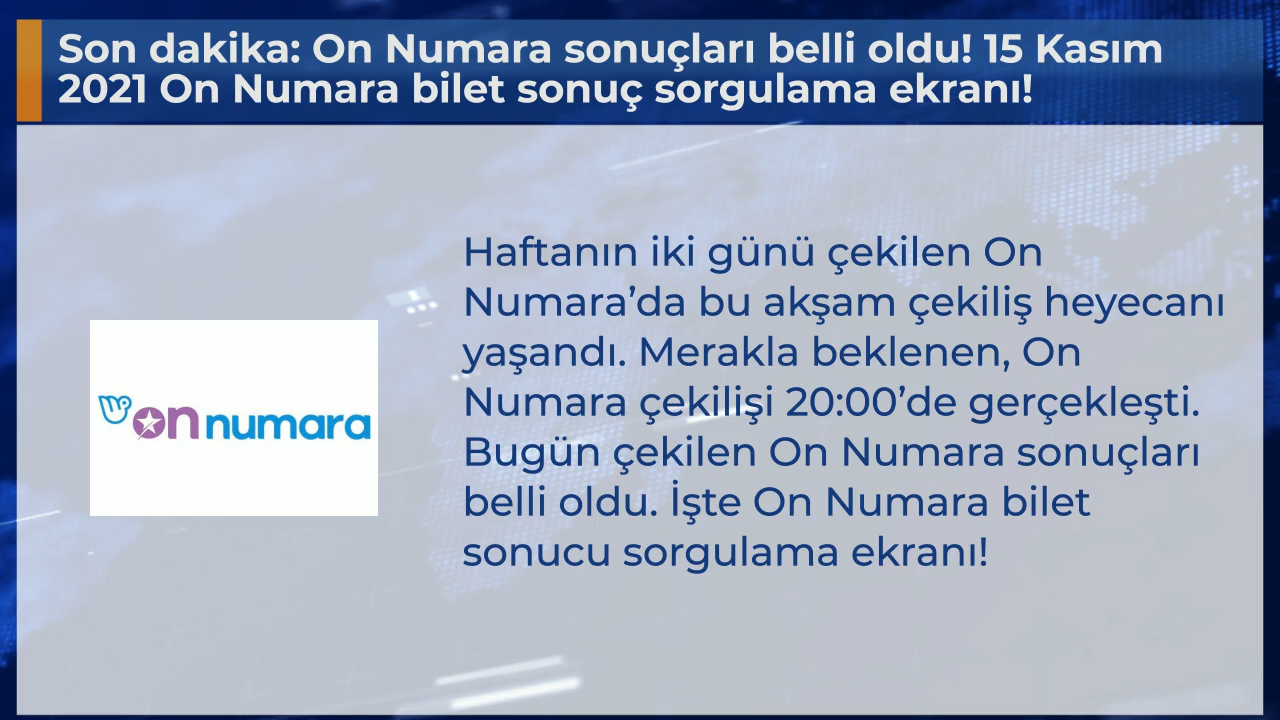 Son dakika: On Numara sonuçları belli oldu! 15 Kasım
2021 On Numara bilet sonuç sorgulama ekranı!
on numara
Haftanın iki günü çekilen On
Numara’da bu akşam çekiliş heyecanı
yaşandı. Merakla beklenen, On
Numara çekilişi 20:00’de gerçekleşti.
Bugün çekilen On Numara sonuçları
belli oldu. İşte On Numara bilet
sonucu sorgulama ekranı!